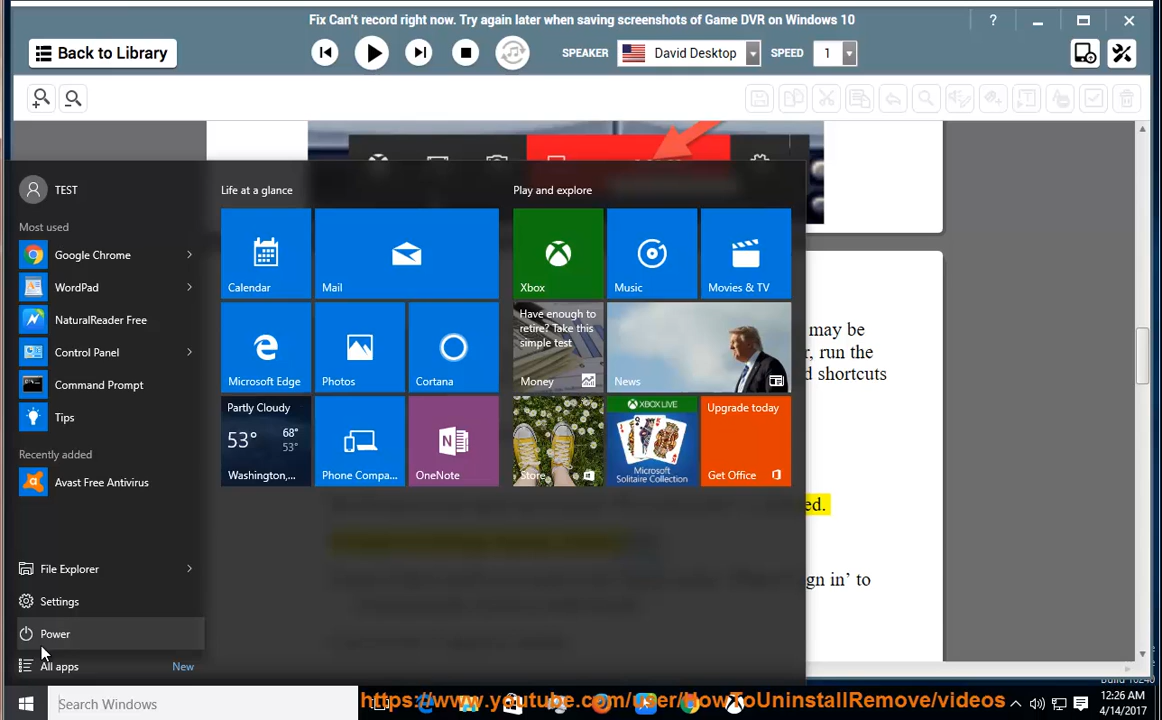 Fix Can't record right now. Try again later when saving screenshots of Game DVR on Windows 10
Back to Library
SPEAKER
David Desktop
SPEED
1
TEST
Life at a glance
Play and explore
Most used
Google Chrome
WordPad
NaturalReader Free
Control Panel
Command Prompt
Tips
Recently added
Avast Free Antivirus
File Explorer
Settings
Power
All apps
New
Calendar
Mail
Xbox
Music
Movies & TV
Microsoft Edge
Photos
Cortana
Have enough to
retire? Take this
simple test
Money
News
Partly Cloudy
53°
68°
53°
Washington,...
Phone Compa...
OneNote
Store
XBOX LIVE
Microsoft
Solitaire Collection
Upgrade today
Get Office
may be
, run the
d shortcuts
ed.
gn in’ to
Search Windows
https://www.youtube.com/user/howToUninstallRemove/videos
12:26 AM
4/14/2017